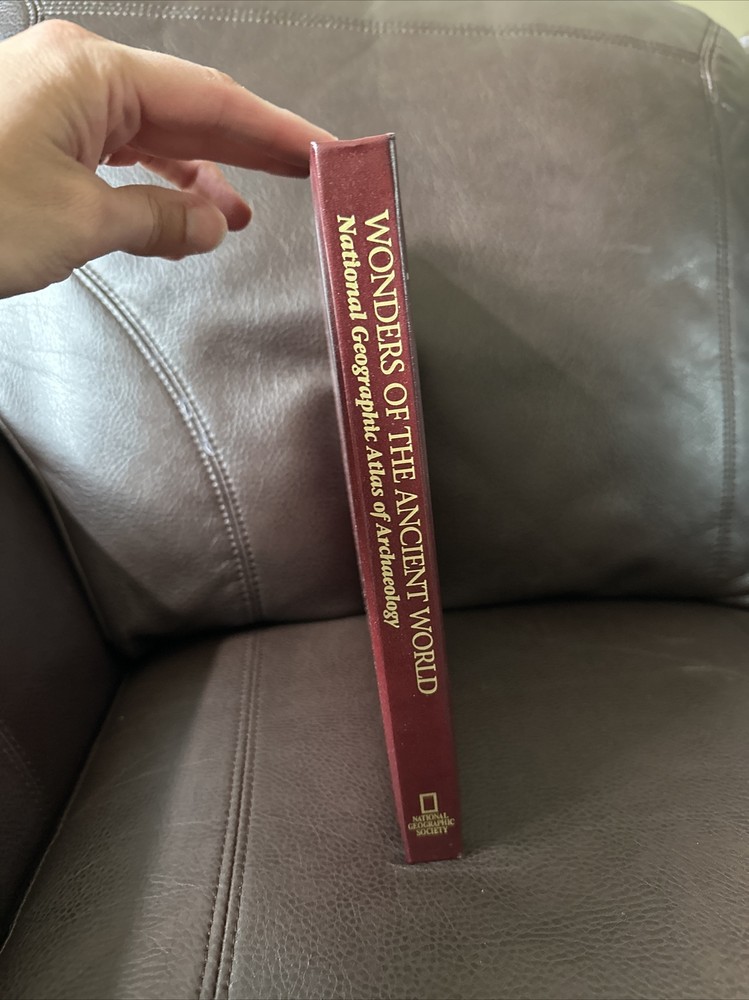 WONDERS OF THE ANCIENT WORLD
National Geographic Atlas of Archaeology
NATIONAL
GEOGRAPHIC
SOCIETY